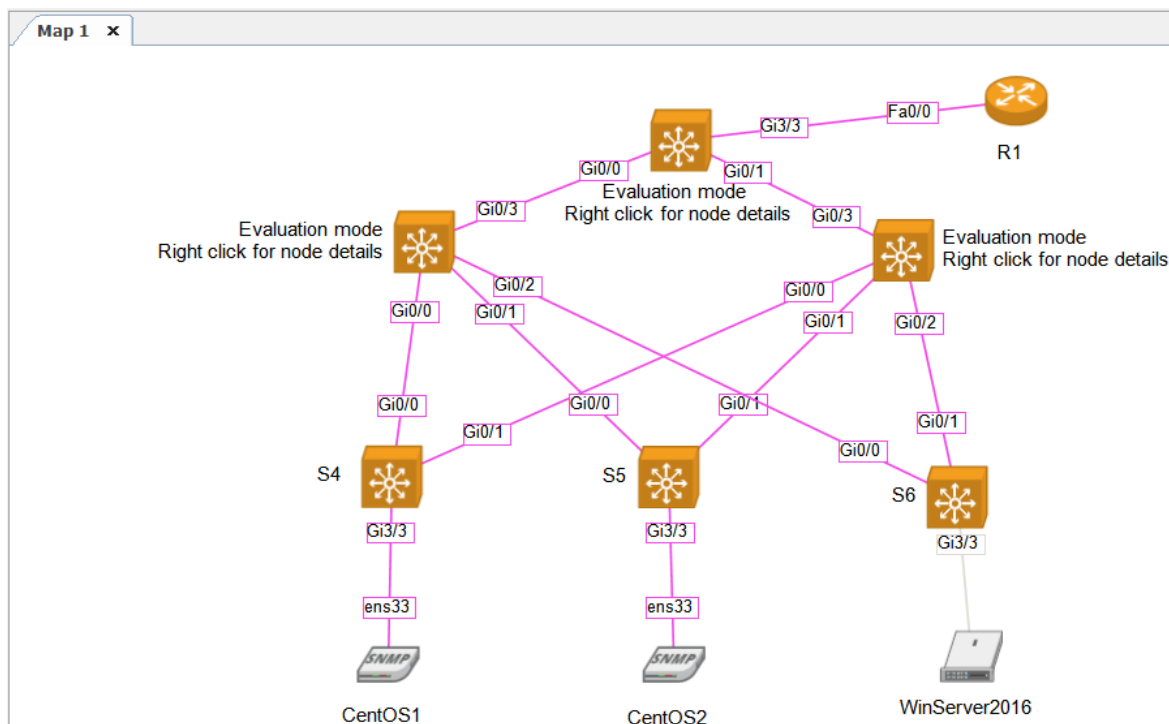 Map 1 x
Fa0/0
Gi3/3
R1
Gi0/0
Gi0/1
Evaluation mode
Right click for node details
Gi0/3
Gi0/3
Evaluation mode
Right click for node details
Evaluation mode
Right click for node details
Gi0/2
Gi0/0
Gi0/0
Gi0/1
Gi0/1
Gi0/2
Gi0/0
Gi0/0
Gi0/1
Gi0/1
Gi0/1
Gi0/0
S4
S5
S6
Gi3/3
Gi3/3
Gi3/3
ens33
ens33
SNMP
SNMP
CentOS1
CentOS2
WinServer2016